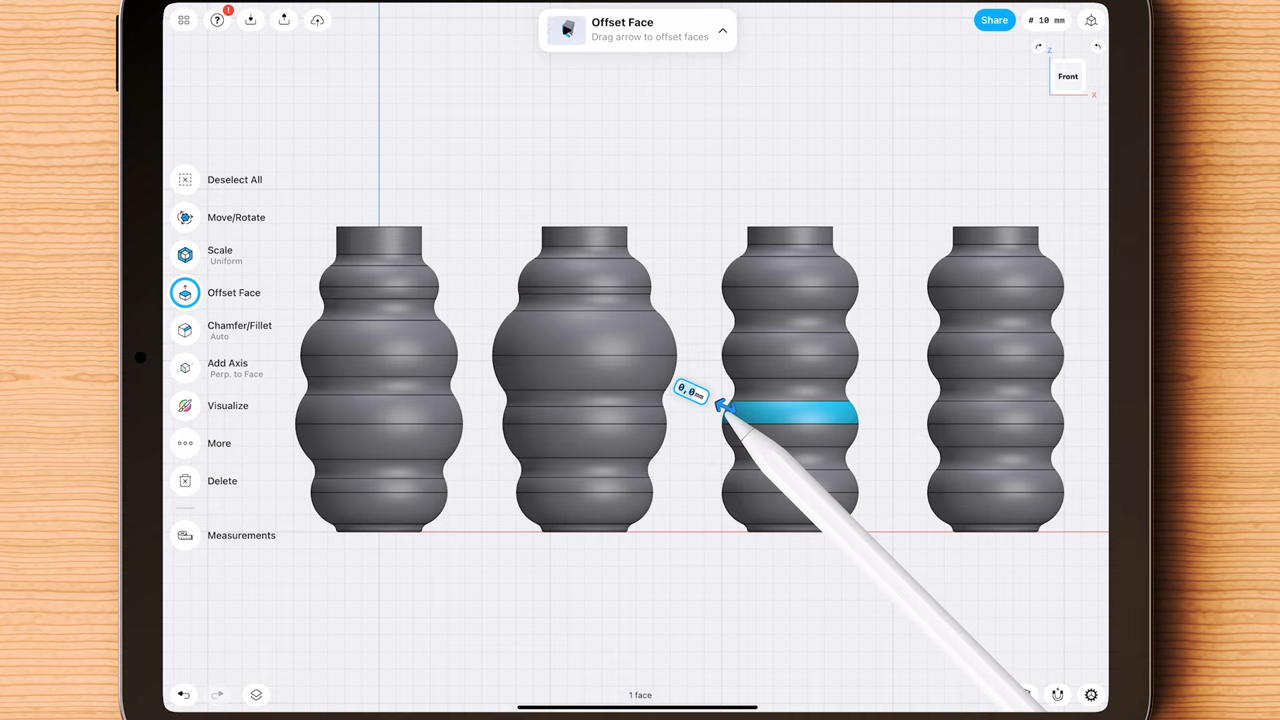 !
Offset Face
Drag arrow to offset faces
Share
# 10 mm
Z
Front
X
Deselect All
Move/Rotate
Scale
Uniform
Offset Face
Chamfer/Fillet
Auto
Add Axis
Perp. to Face
Visualize
More
Delete
Measurements
0,0mm
1 face